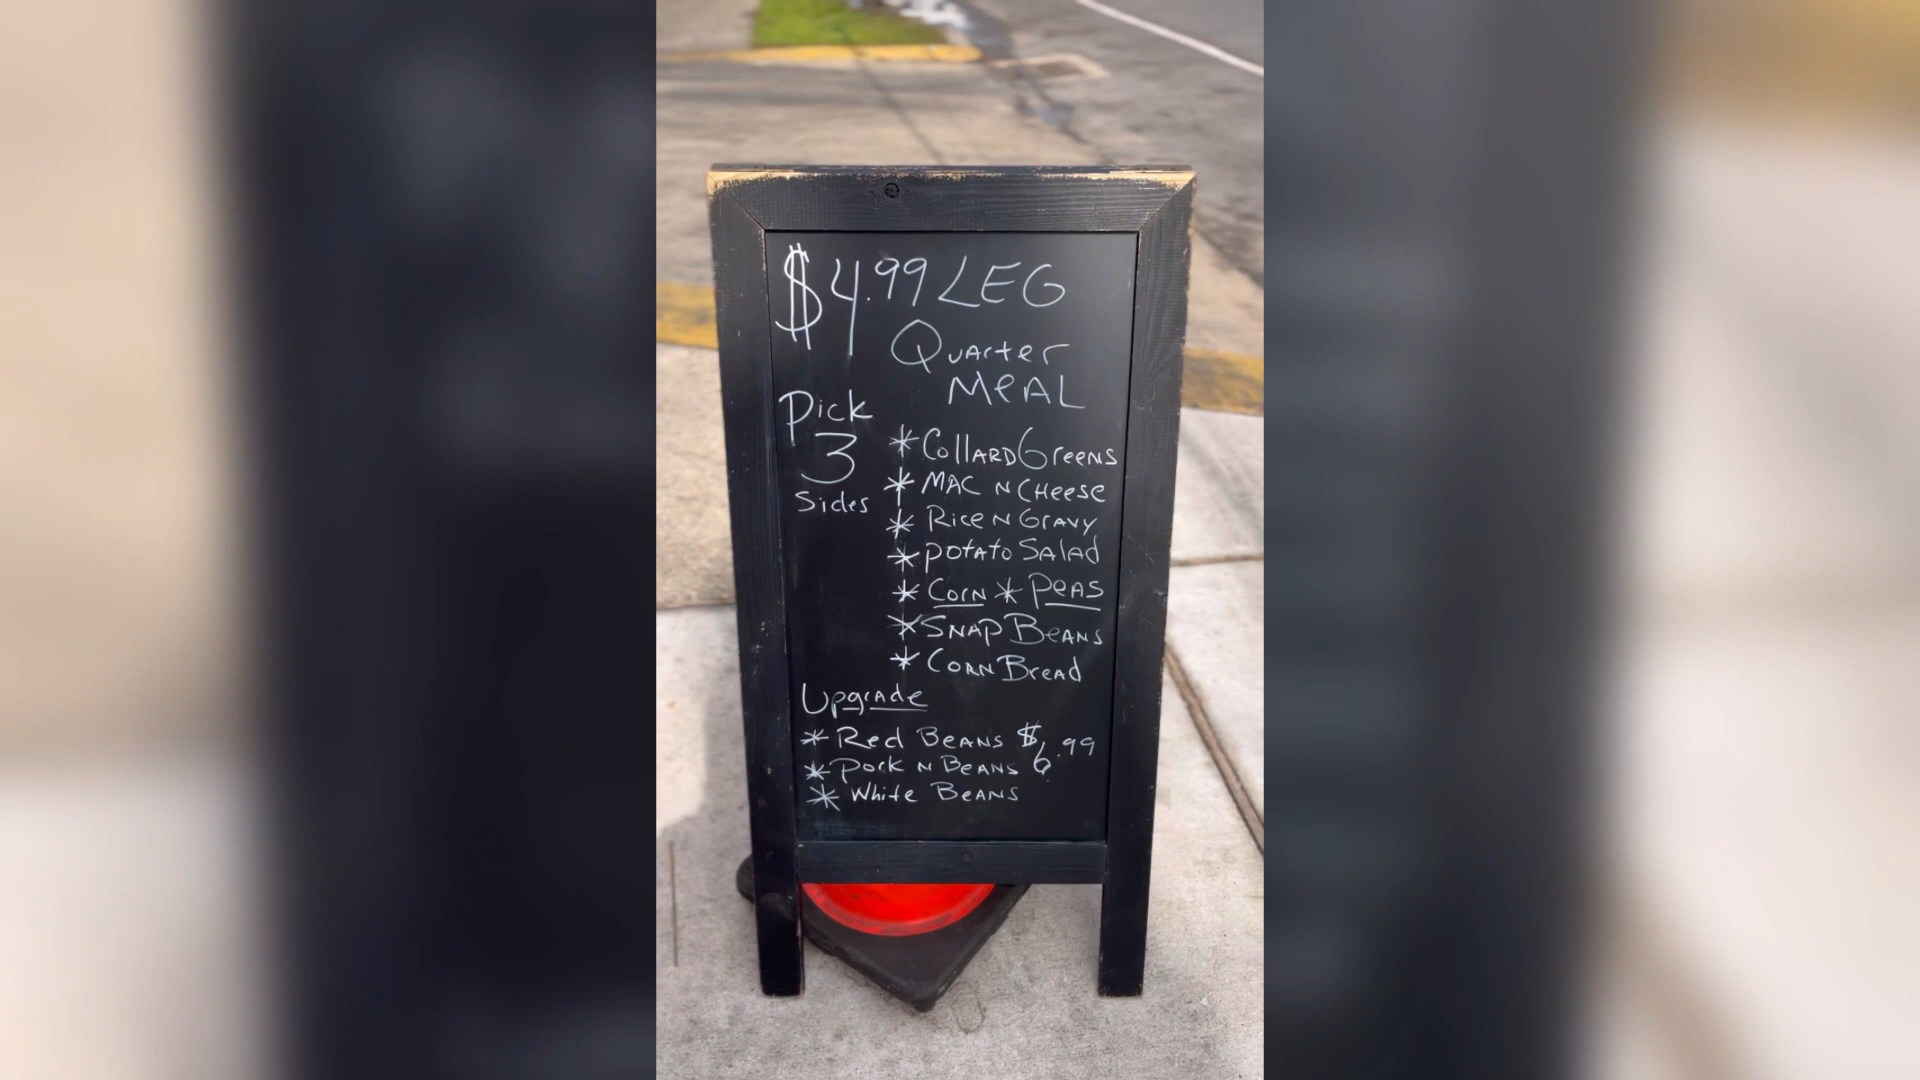 $4.99 LEG
Quarter
MeAL
Pick
3
Sides
* Collard Greens
* MAC N Cheese
* Rice N Gravy
* Potato Salad
* Corn * Peas
* Snap Beans
* Corn Bread
Upgrade
* Red Beans $6.99
* Pork N Beans
* White Beans